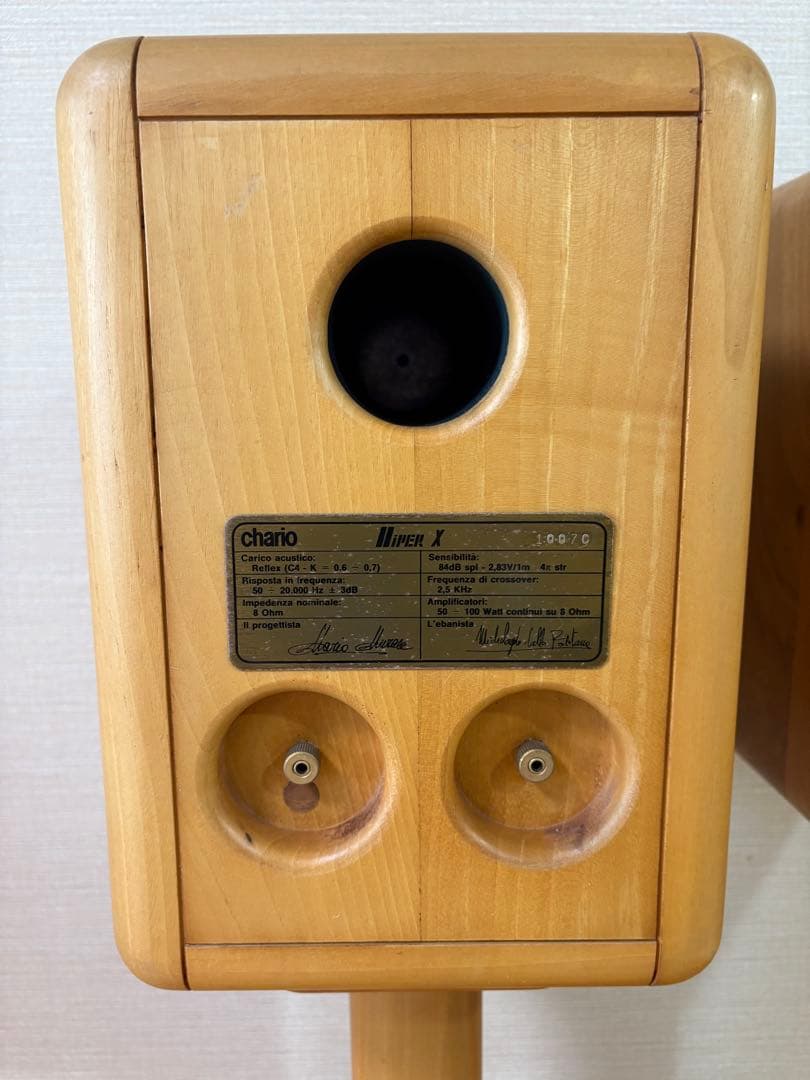 chario HiPER X 10070
Carico acustico:
Reflex (C4 - K = 0,6 ÷ 0,7)
Risposta in frequenza:
50 ÷ 20.000 Hz ± 3dB
Impedenza nominale:
8 Ohm
Il progettista
Sensibilità:
84dB spl - 2,83V/1m 4π str
Frequenza di crossover:
2,5 KHz
Amplificatori:
50 ÷ 100 Watt continui su 8 Ohm
L'ebanista